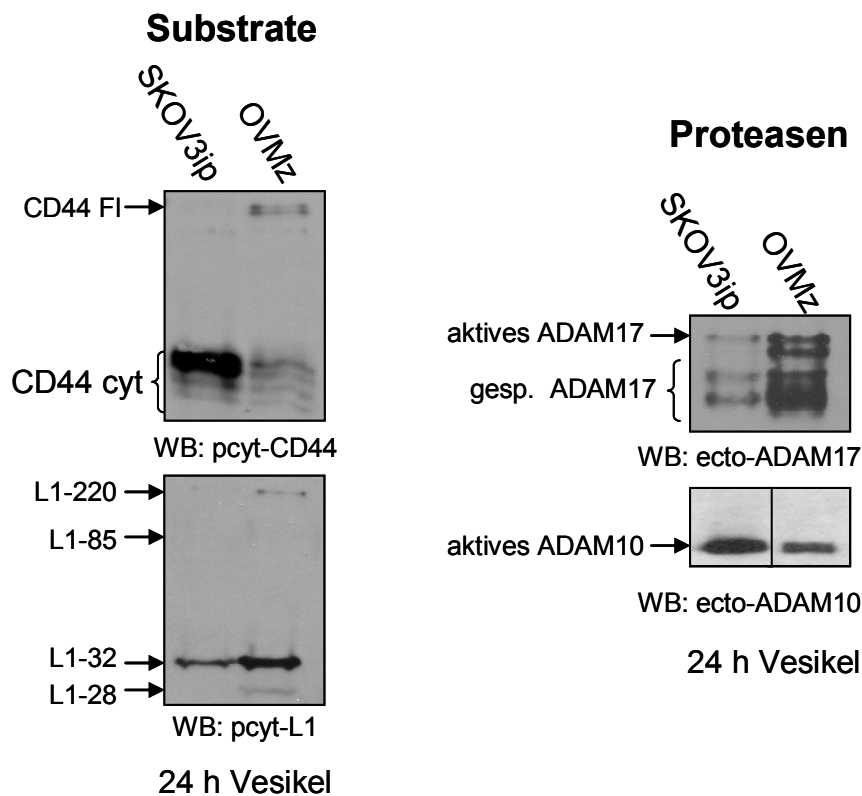 Substrate
SKOV3ip
OVMz
CD44 Fl
CD44 cyt
WB: pcyt-CD44
L1-220
L1-85
L1-32
L1-28
WB: pcyt-L1
24 h Vesikel
Proteasen
SKOV3ip
OVMz
aktives ADAM17
gesp. ADAM17
WB: ecto-ADAM17
aktives ADAM10
WB: ecto-ADAM10
24 h Vesikel